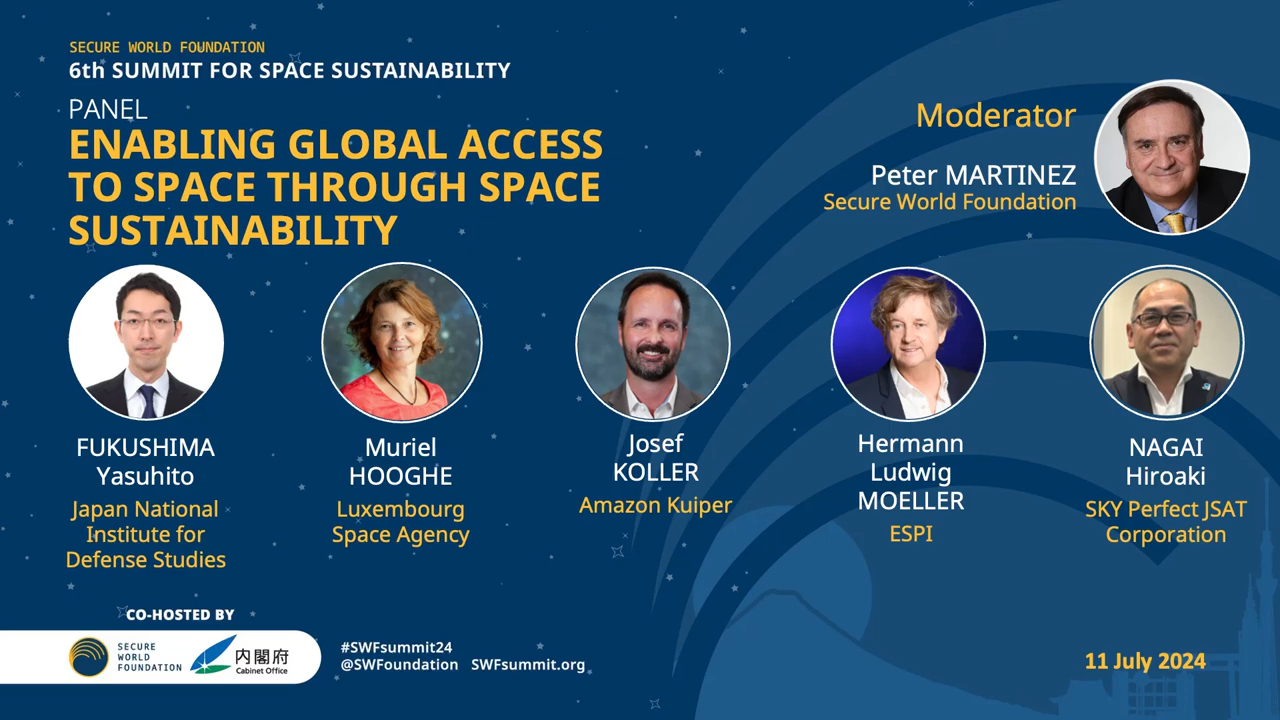 SECURE WORLD FOUNDATION
6th SUMMIT FOR SPACE SUSTAINABILITY
PANEL
ENABLING GLOBAL ACCESS
TO SPACE THROUGH SPACE
SUSTAINABILITY
Moderator
Peter MARTINEZ
Secure World Foundation
FUKUSHIMA
Yasuhito
Japan National
Institute for
Defense Studies
Muriel
HOOGHE
Luxembourg
Space Agency
Josef
KOLLER
Amazon Kuiper
Hermann
Ludwig
MOELLER
ESPI
NAGAI
Hiroaki
SKY Perfect JSAT
Corporation
CO-HOSTED BY
SECURE
WORLD
FOUNDATION
内閣府
Cabinet Office
#SWFsummit24
@SWFoundation SWFsummit.org
11 July 2024